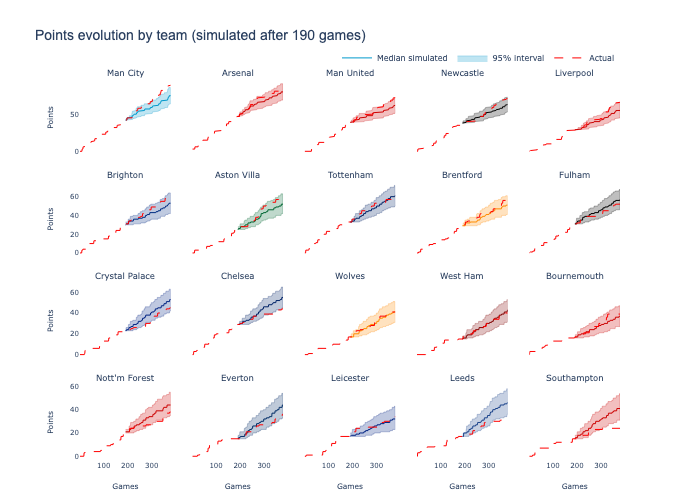 Points evolution by team (simulated after 190 games)
Median simulated 95% interval Actual
Man City Arsenal Man United Newcastle Liverpool
Points
50
0
Brighton Aston Villa Tottenham Brentford Fulham
Points
60
40
20
0
Crystal Palace Chelsea Wolves West Ham Bournemouth
Points
60
40
20
0
Nott'm Forest Everton Leicester Leeds Southampton
Points
60
40
20
0
100 200 300 100 200 300 100 200 300 100 200 300 100 200 300
Games Games Games Games Games